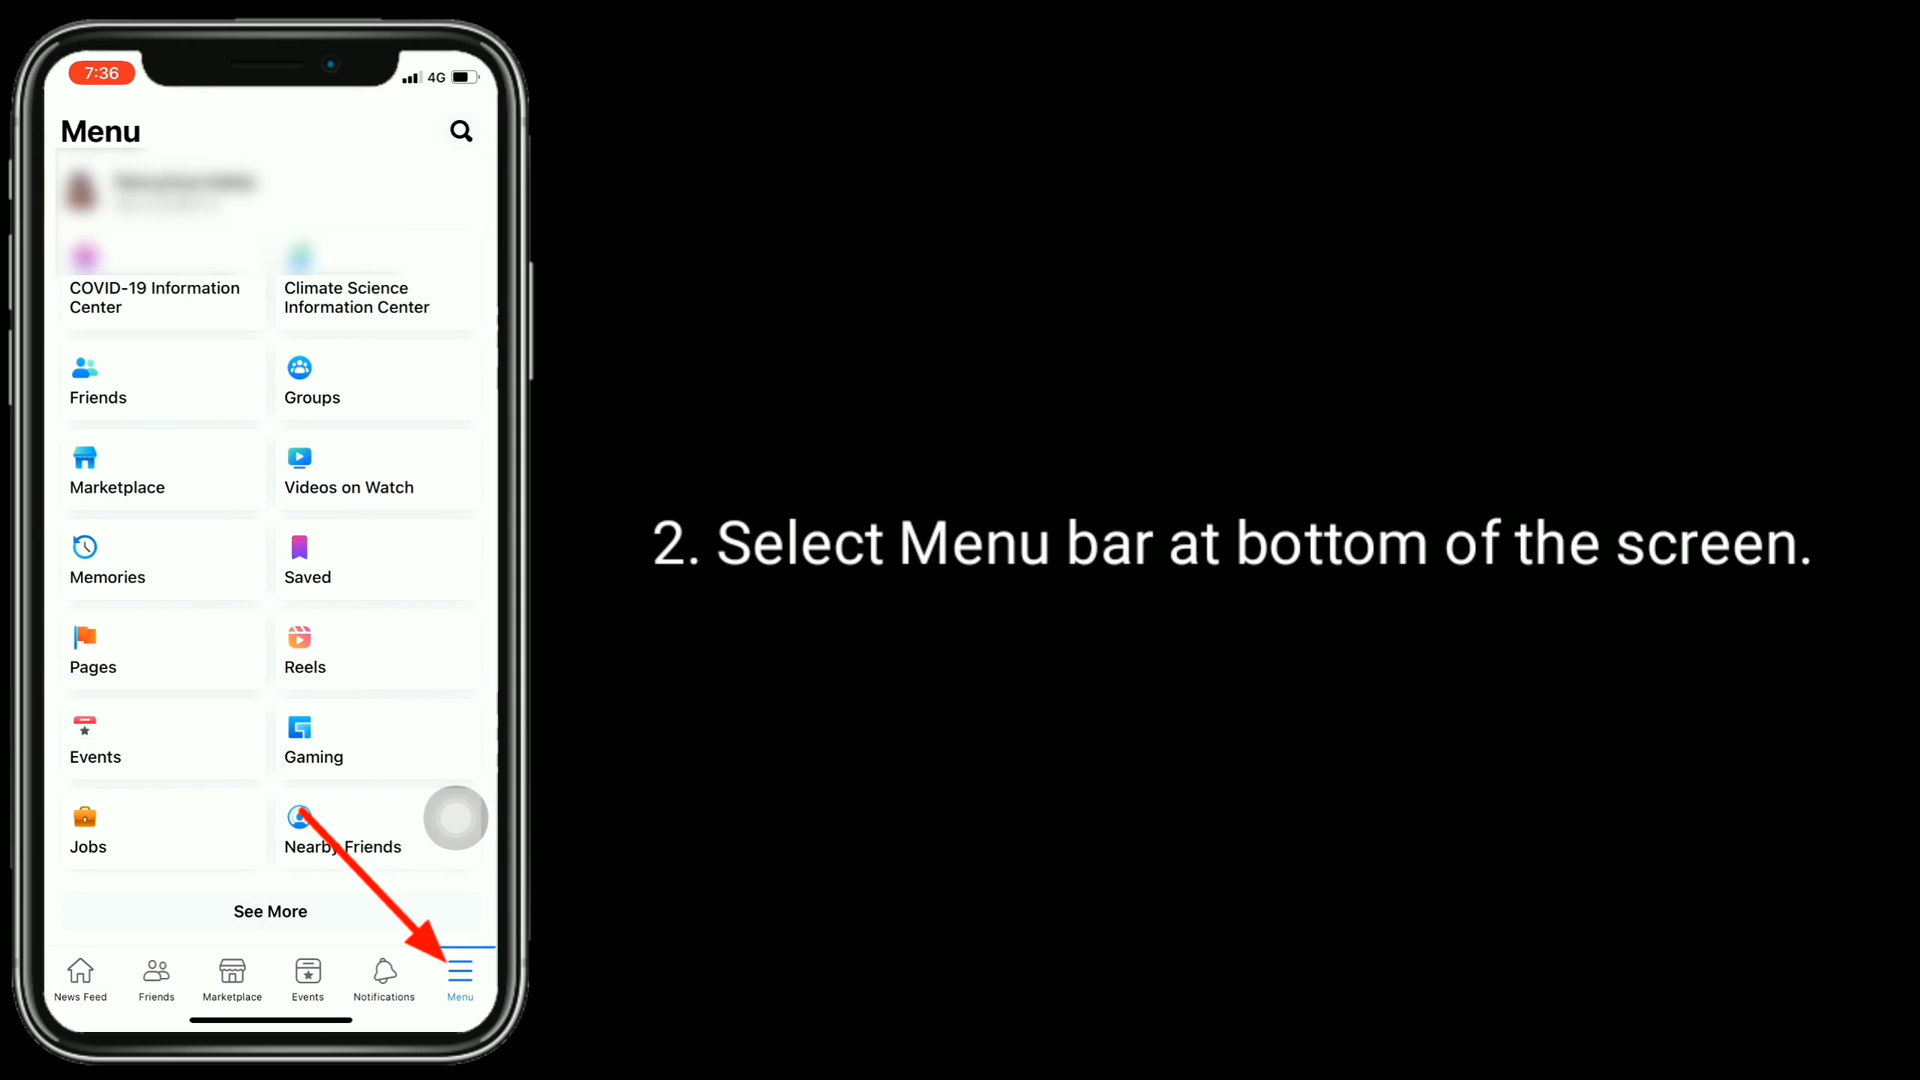 7:36
4G
Menu
COVID-19 Information
Center
Climate Science
Information Center
Friends
Groups
Marketplace
Videos on Watch
Memories
Saved
Pages
Reels
Events
Gaming
Jobs
Nearby Friends
See More
News Feed
Friends
Marketplace
Events
Notifications
Menu
2. Select Menu bar at bottom of the screen.